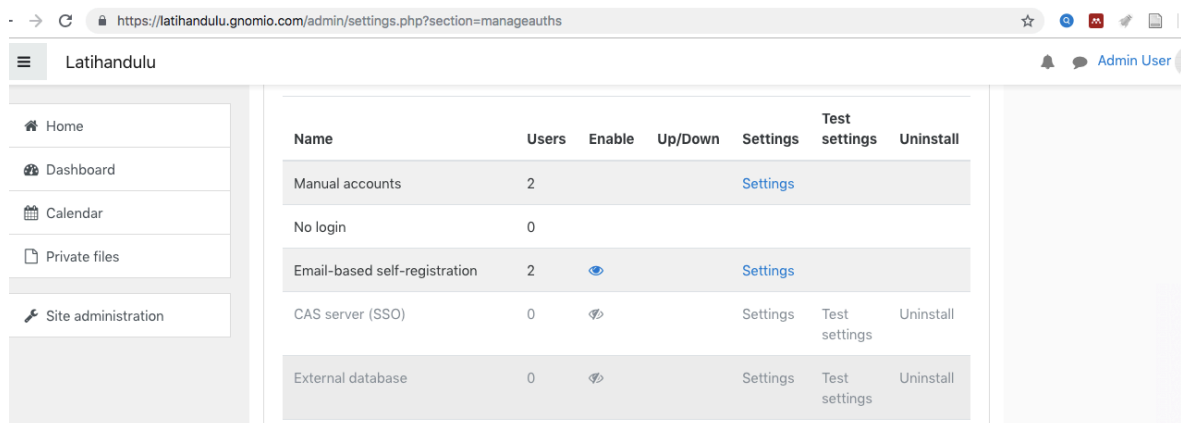 https://latihandulu.gnomio.com/admin/settings.php?section=manageauths
Latihandulu
Admin User
Home
Dashboard
Calendar
Private files
Site administration
Name Users Enable Up/Down Settings Test settings Uninstall
Manual accounts 2 Settings
No login 0
Email-based self-registration 2 Settings
CAS server (SSO) 0 Settings Test settings Uninstall
External database 0 Settings Test settings Uninstall